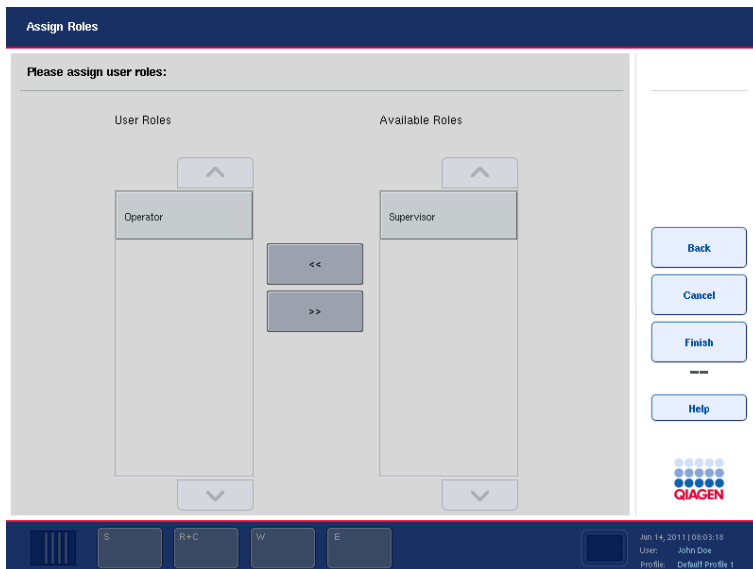 Assign Roles
Please assign user roles:
User Roles
Available Roles
Operator
Supervisor
<<
>>
Back
Cancel
Finish
--
Help
QIAGEN
S
R+C
W
E
Jun 14, 2011 | 08:03:18
User: John Doe
Profile: Default Profile 1